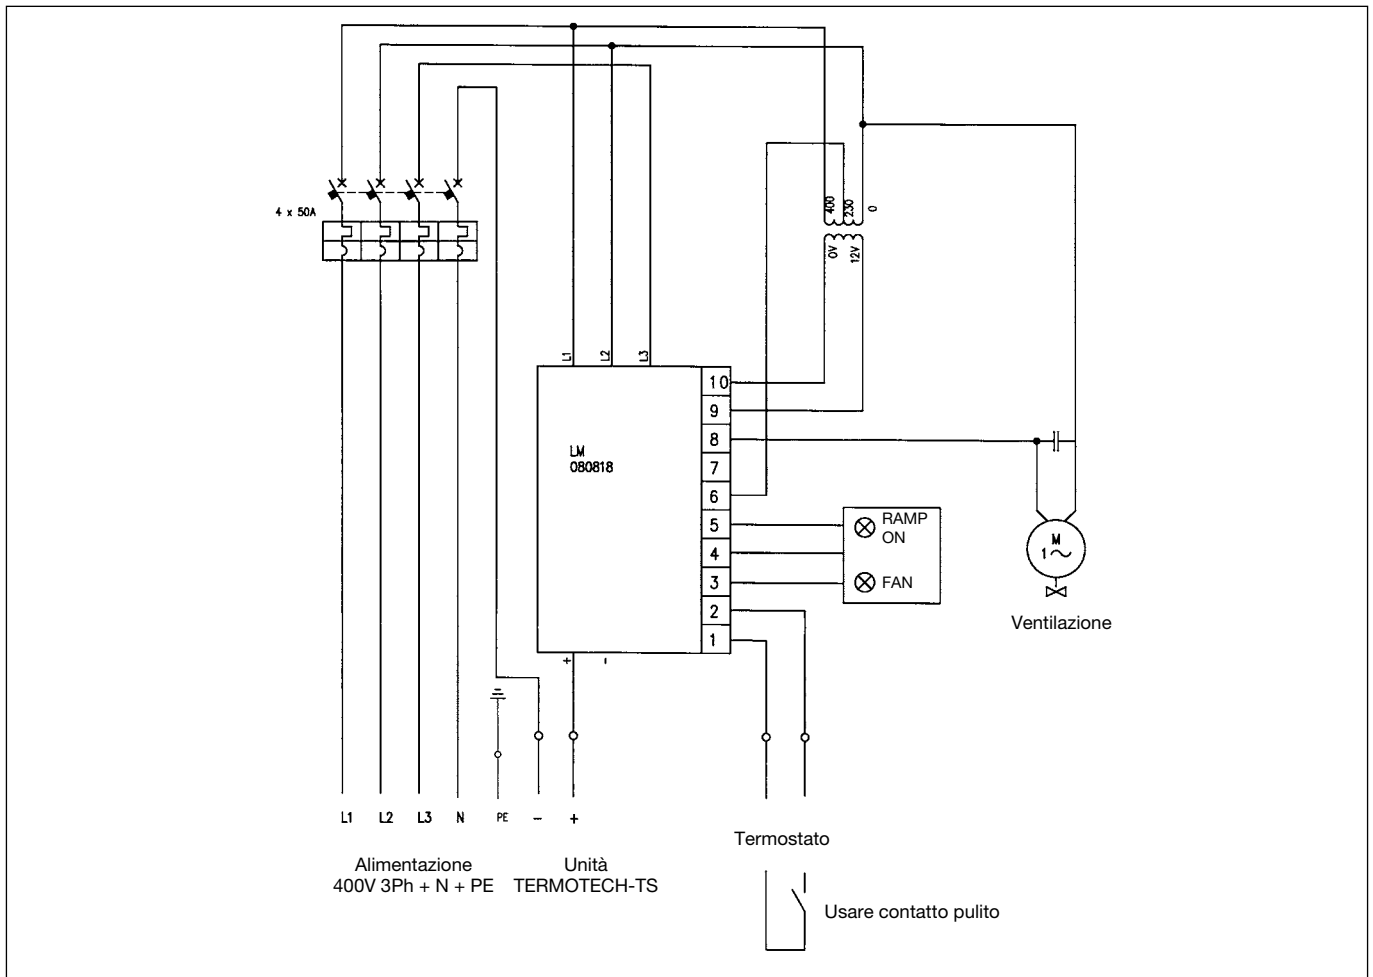 4 x 50A
400
230
0
0V
12V
L1
L2
L3
10
9
8
7
6
5
4
3
2
1
LM
080818
RAMP
ON
FAN
M
1
Ventilazione
+
-
L1
L2
L3
N
PE
-
+
Termostato
Alimentazione
400V 3Ph + N + PE
Unità
TERMOTECH-TS
Usare contatto pulito